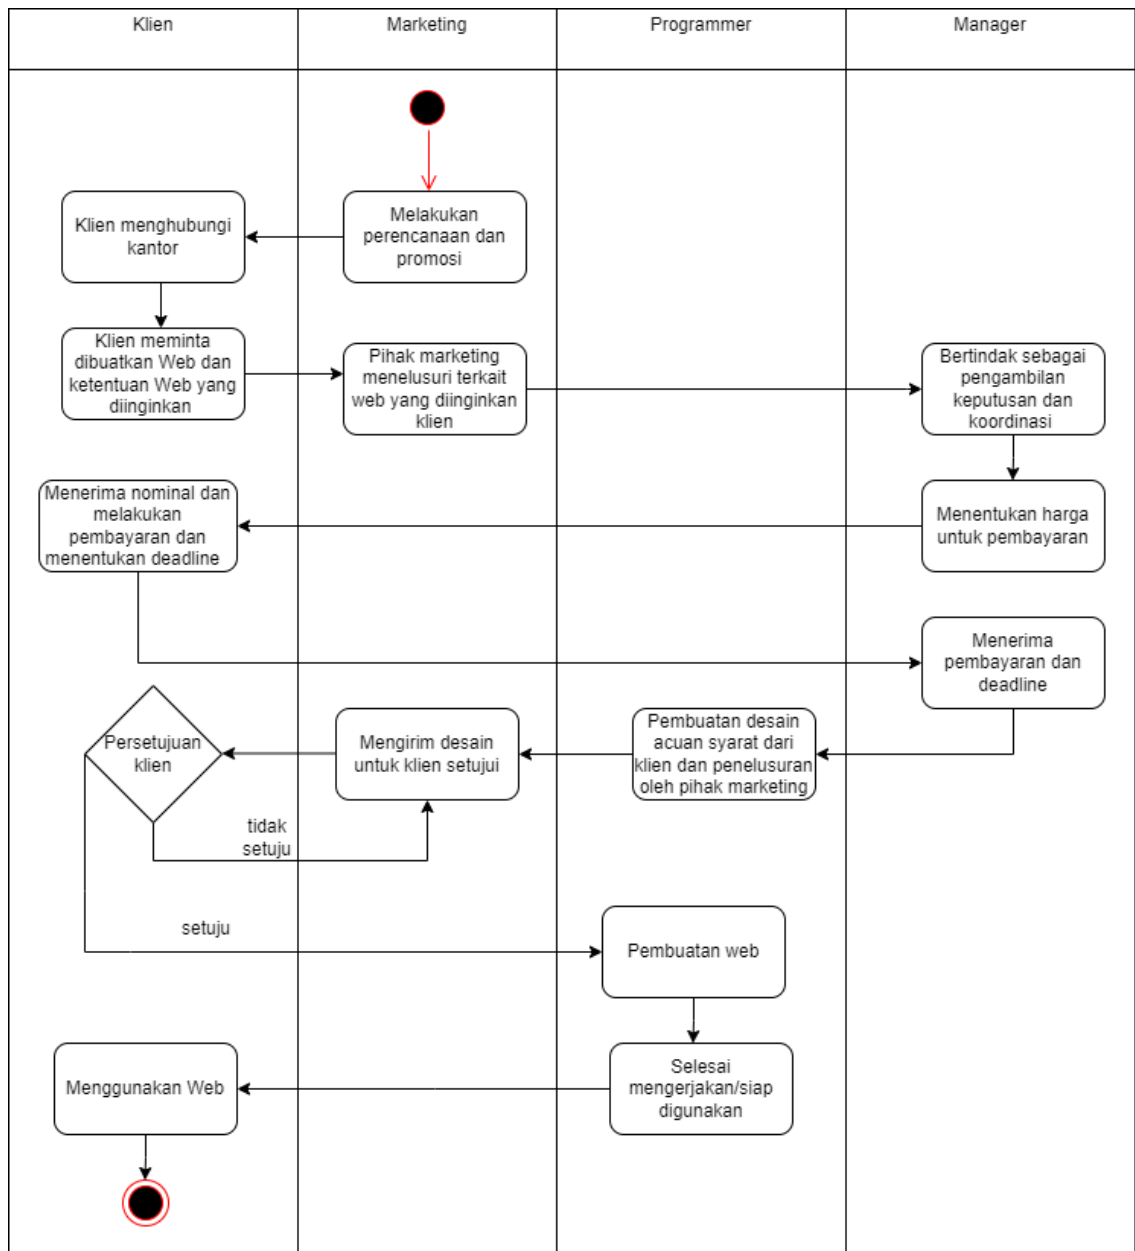 Klien
Marketing
Programmer
Manager
Melakukan
perencanaan dan
promosi
Klien menghubungi
kantor
Klien meminta
dibuatkan Web dan
ketentuan Web yang
diinginkan
Pihak marketing
menelusuri terkait
web yang diinginkan
klien
Bertindak sebagai
pengambilan
keputusan dan
koordinasi
Menentukan harga
untuk pembayaran
Menerima nominal dan
melakukan
pembayaran dan
menentukan deadline
Menerima
pembayaran dan
deadline
Pembuatan desain
acuan syarat dari
klien dan penelusuran
oleh pihak marketing
Mengirim desain
untuk klien setujui
Persetujuan
klien
tidak
setuju
setuju
Pembuatan web
Selesai
mengerjakan/siap
digunakan
Menggunakan Web